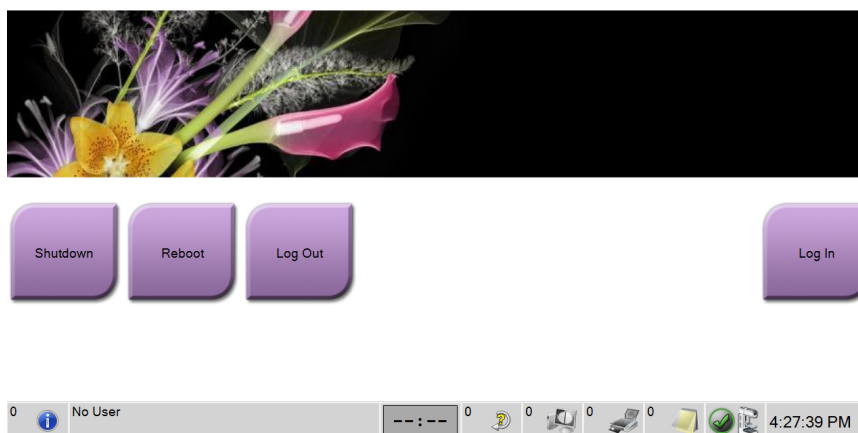 Shutdown
Reboot
Log Out
Log In
0
No User
--:--
0
0
0
0
4:27:39 PM